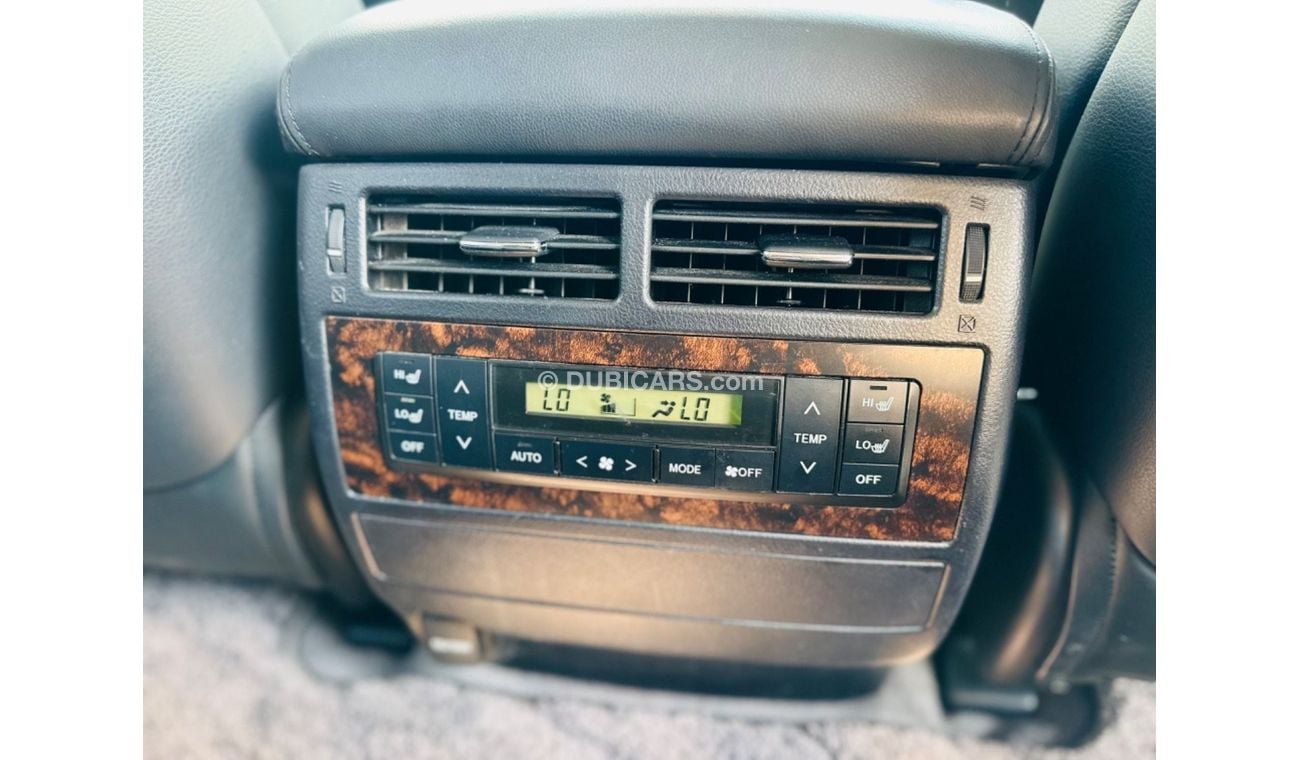 © DUBICARS.com
HI
LO
OFF
TEMP
LO
LO
AUTO
< >
MODE
OFF
TEMP
HI
LO
OFF